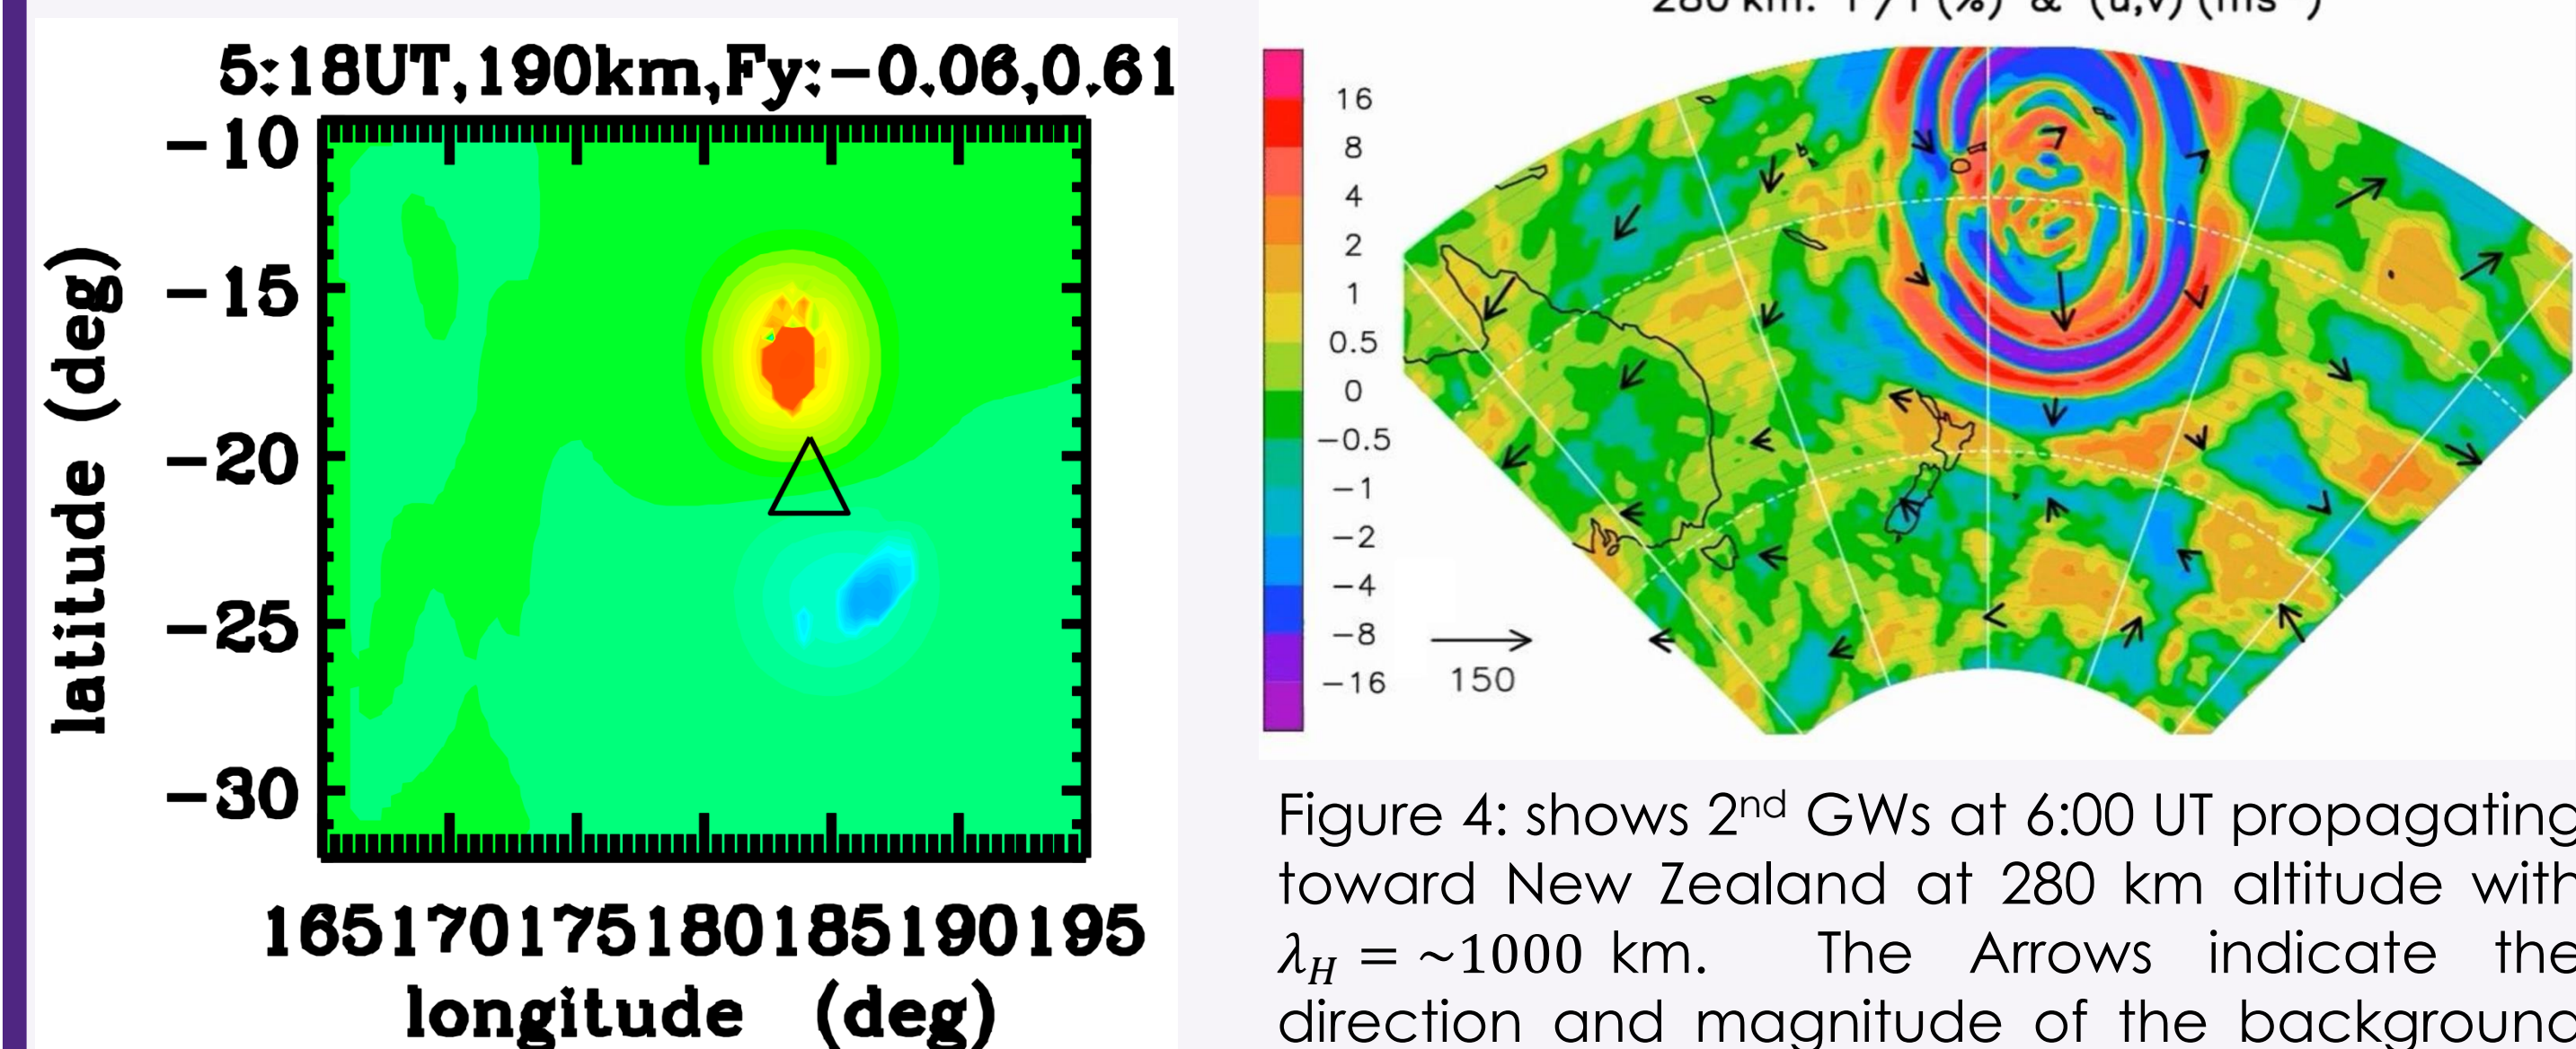 5:18UT,190km,Fy:−0.06,0.61
−10
−15
−20
−25
−30
latitude (deg)
165170175180185190195
longitude (deg)
280 km: T'/T(%) & (u,v)(ms
16
8
4
2
1
0.5
0
−0.5
−1
−2
−4
−8
−16
150
Figure 4: shows 2nd GWs at 6:00 UT propagating
toward New Zealand at 280 km altitude with
λH = ~1000 km. The Arrows indicate the
direction and magnitude of the background